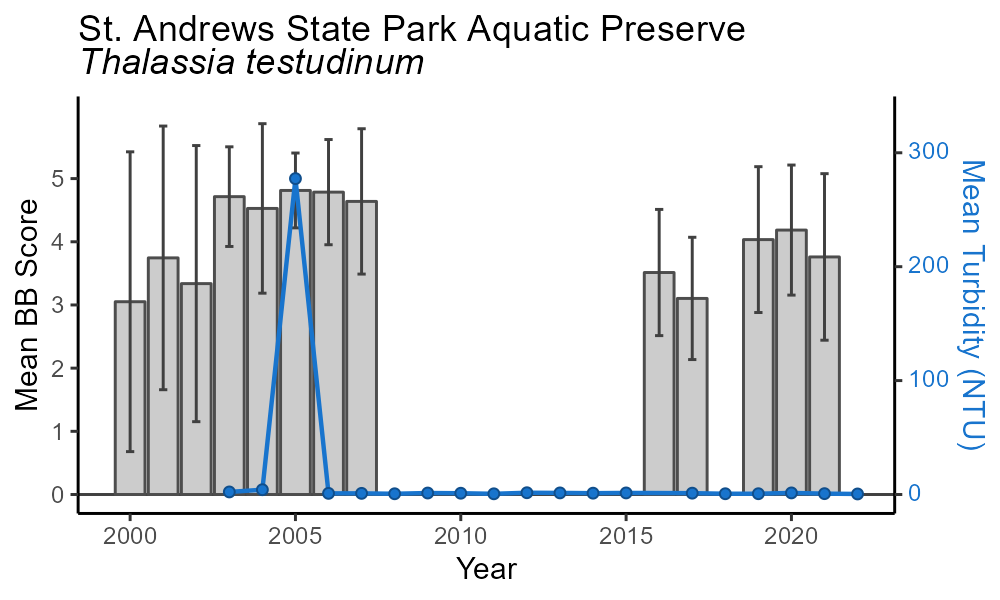 St. Andrews State Park Aquatic Preserve
Thalassia testudinum
Mean BB Score
5
4
3
2
1
0
300
200
100
0
Mean Turbidity (NTU)
2000 2005 2010 2015 2020
Year